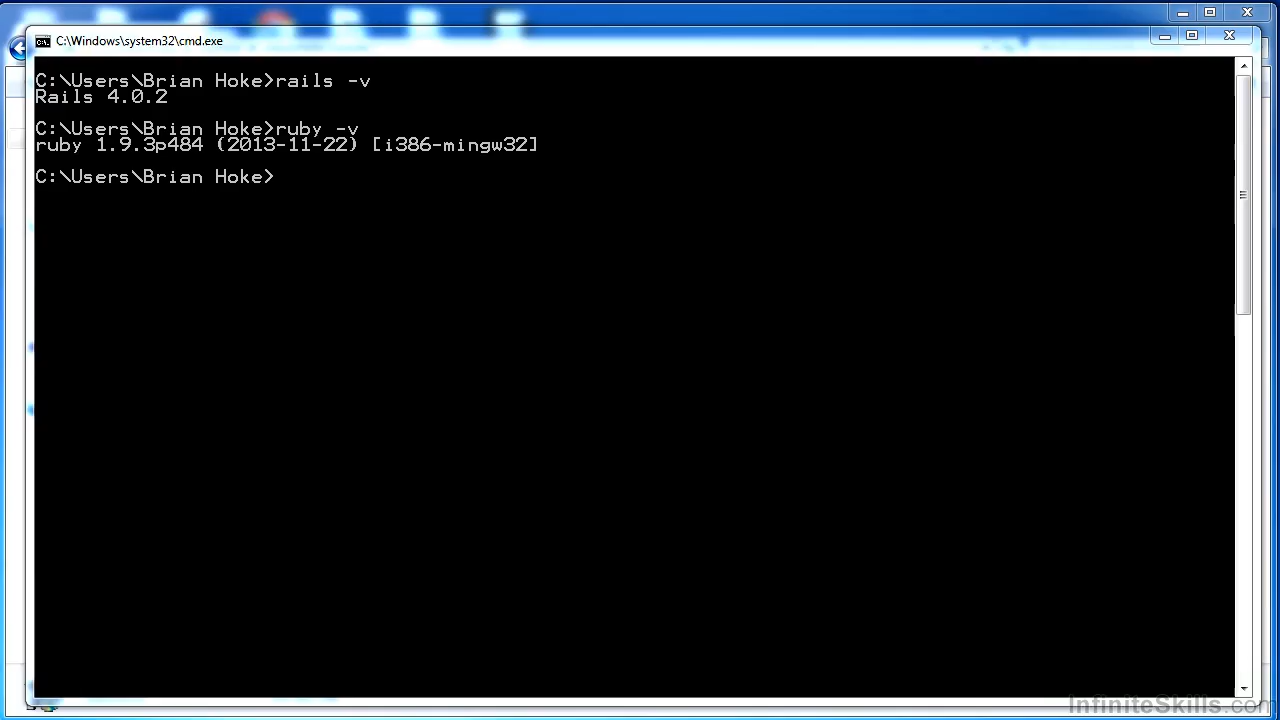 C:\Windows\system32\cmd.exe
C:\Users\Brian Hoke>rails -v
Rails 4.0.2
C:\Users\Brian Hoke>ruby -v
ruby 1.9.3p484 (2013-11-22) [i386-mingw32]
C:\Users\Brian Hoke>
InfiniteSkills.com